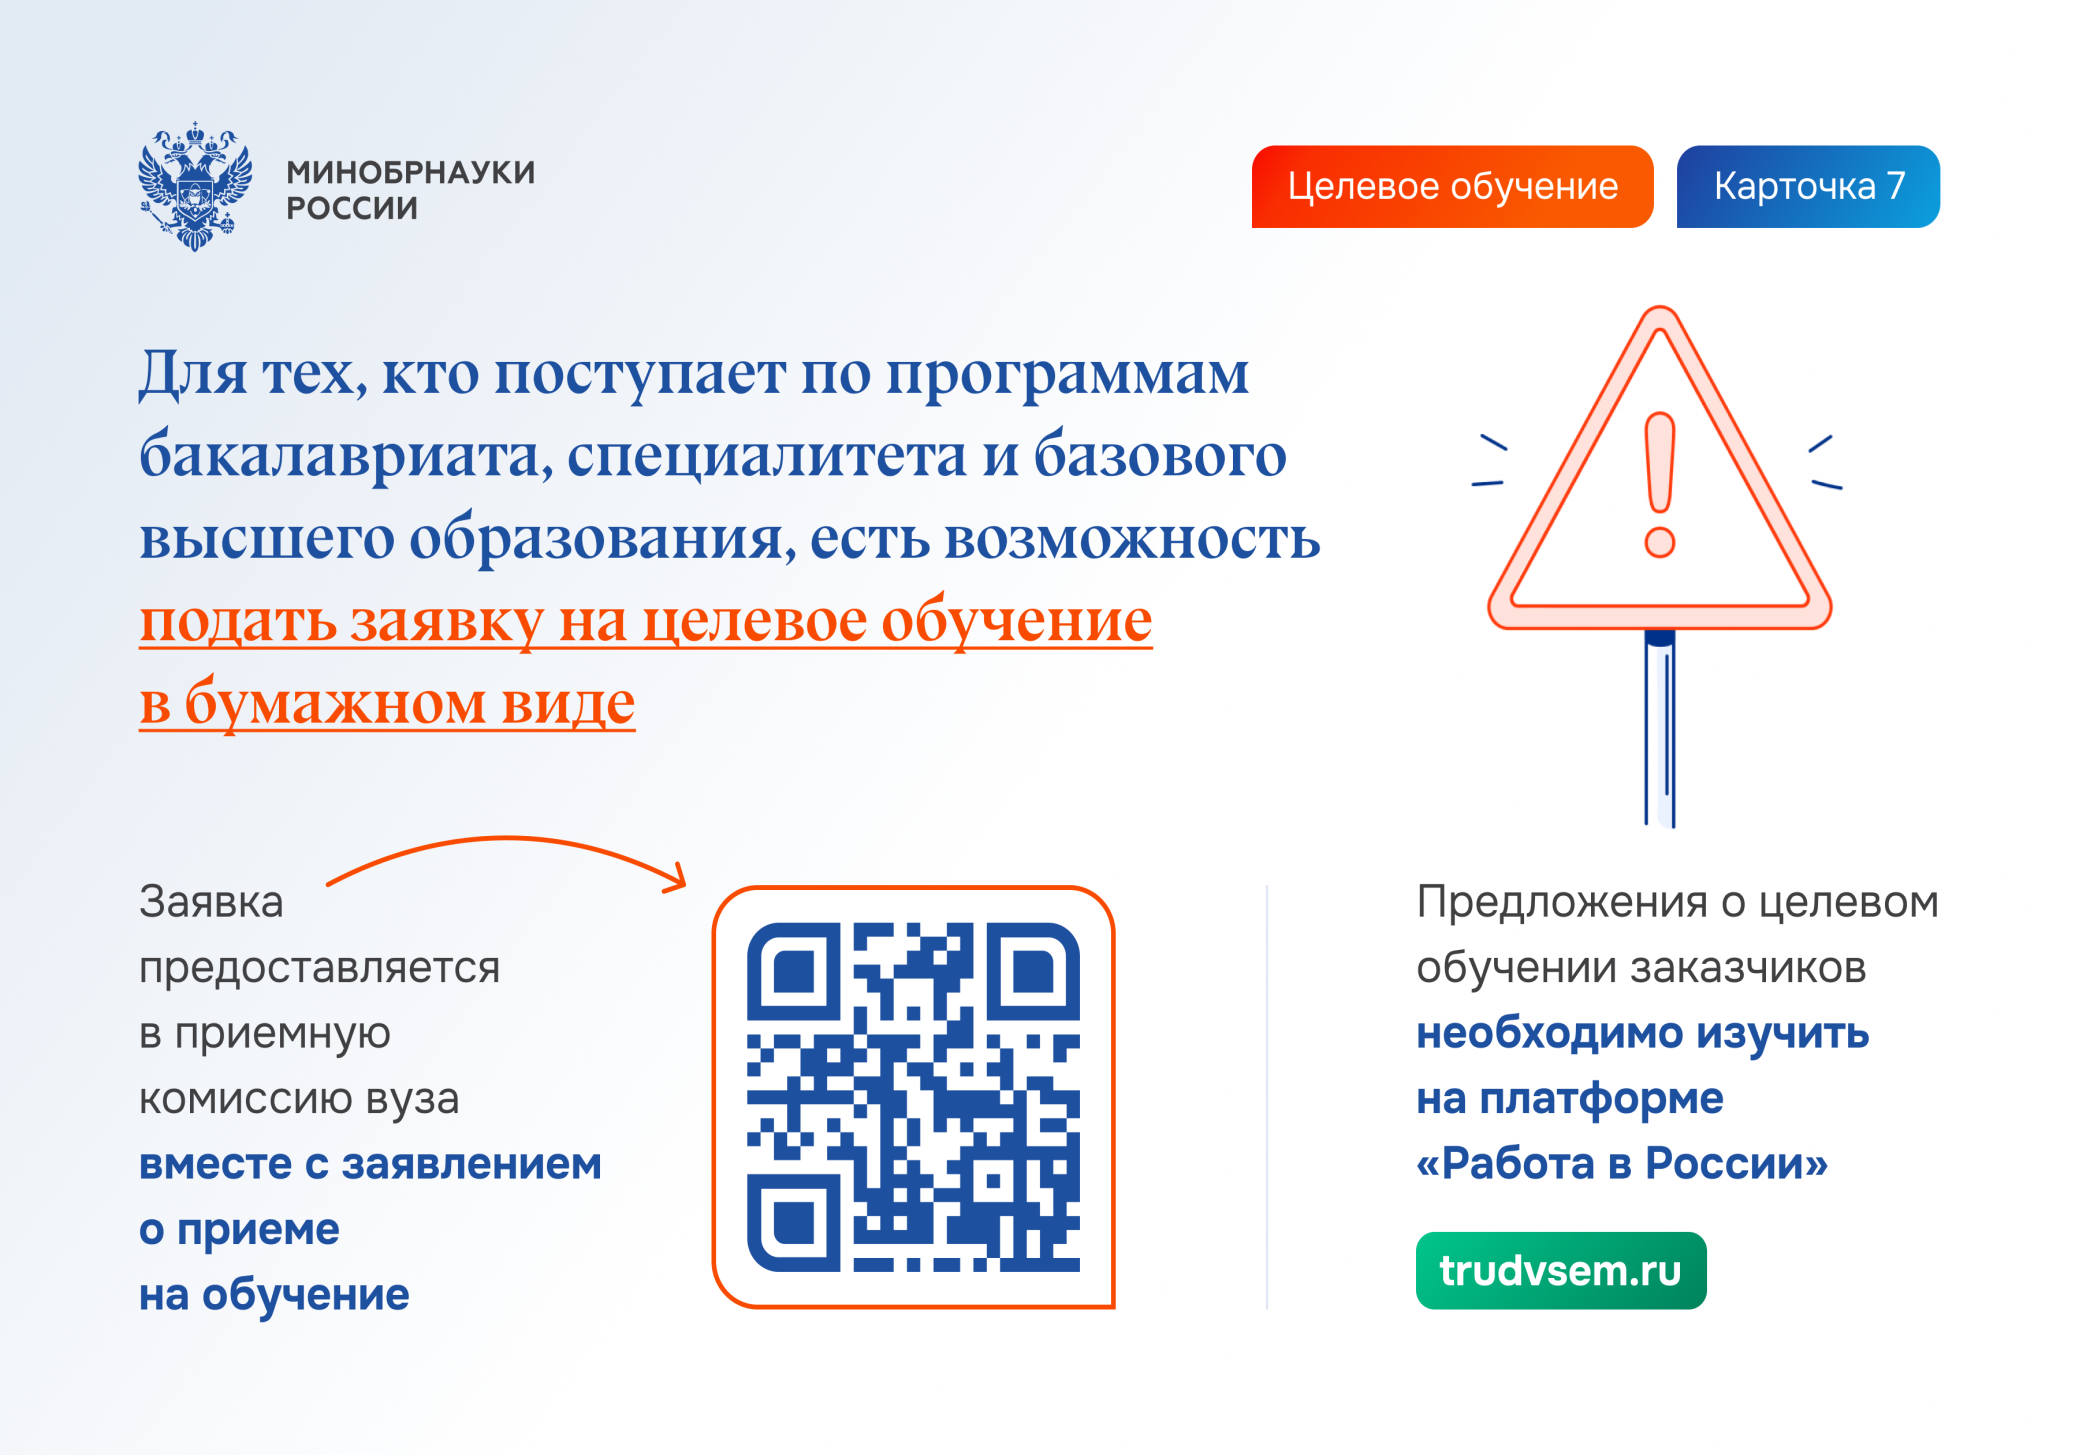 МИНОБРНАУКИ
РОССИИ
Целевое обучение
Карточка 7
Для тех, кто поступает по программам
бакалавриата, специалитета и базового
высшего образования, есть возможность
подать заявку на целевое обучение
в бумажном виде
Заявка
предоставляется
в приемную
комиссию вуза
вместе с заявлением
о приеме
на обучение
Предложения о целевом
обучении заказчиков
необходимо изучить
на платформе
«Работа в России»
trudvsem.ru